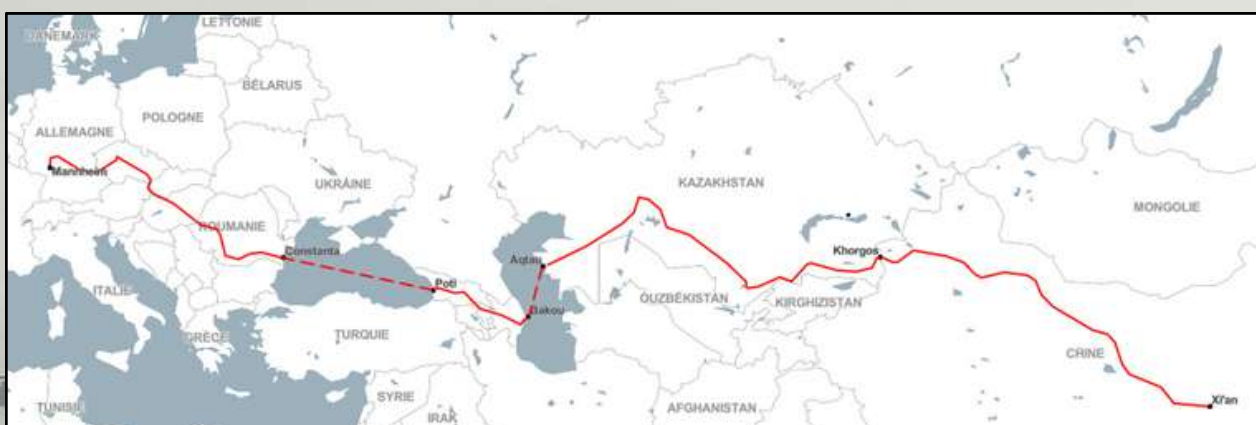 LETTONIE
DANEMARK
BÉLARUS
POLOGNE
ALLEMAGNE
Mannheim
UKRAINE
KAZAKHSTAN
MONGOLIE
ROUMANIE
Constanta
Khorgos
Aqtau
ITALIE
Poti
OUZBÉKISTAN
KIRGHIZISTAN
Bakou
GRÈCE
TURQUIE
CHINE
SYRIE
Xi'an
TUNISIE
IRAK
AFGHANISTAN